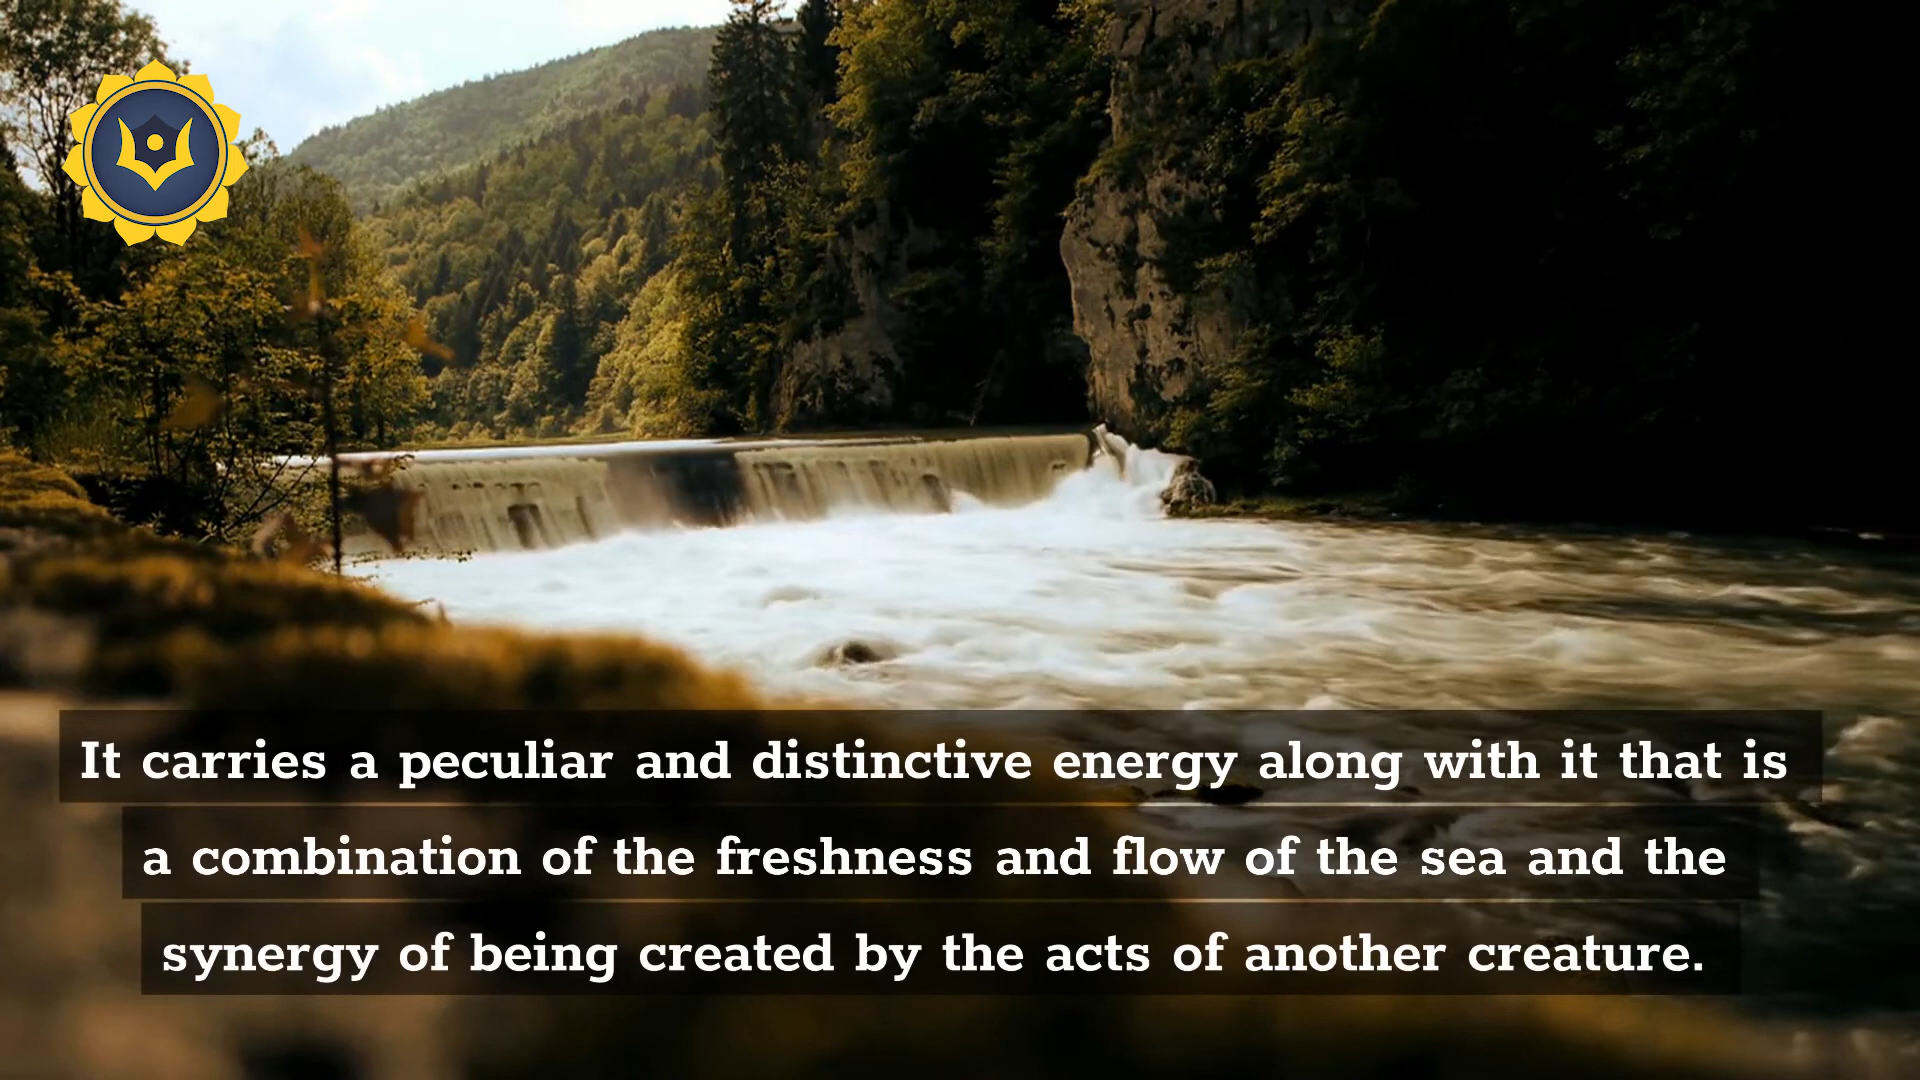 It carries a peculiar and distinctive energy along with it that is
a combination of the freshness and flow of the sea and the
synergy of being created by the acts of another creature.